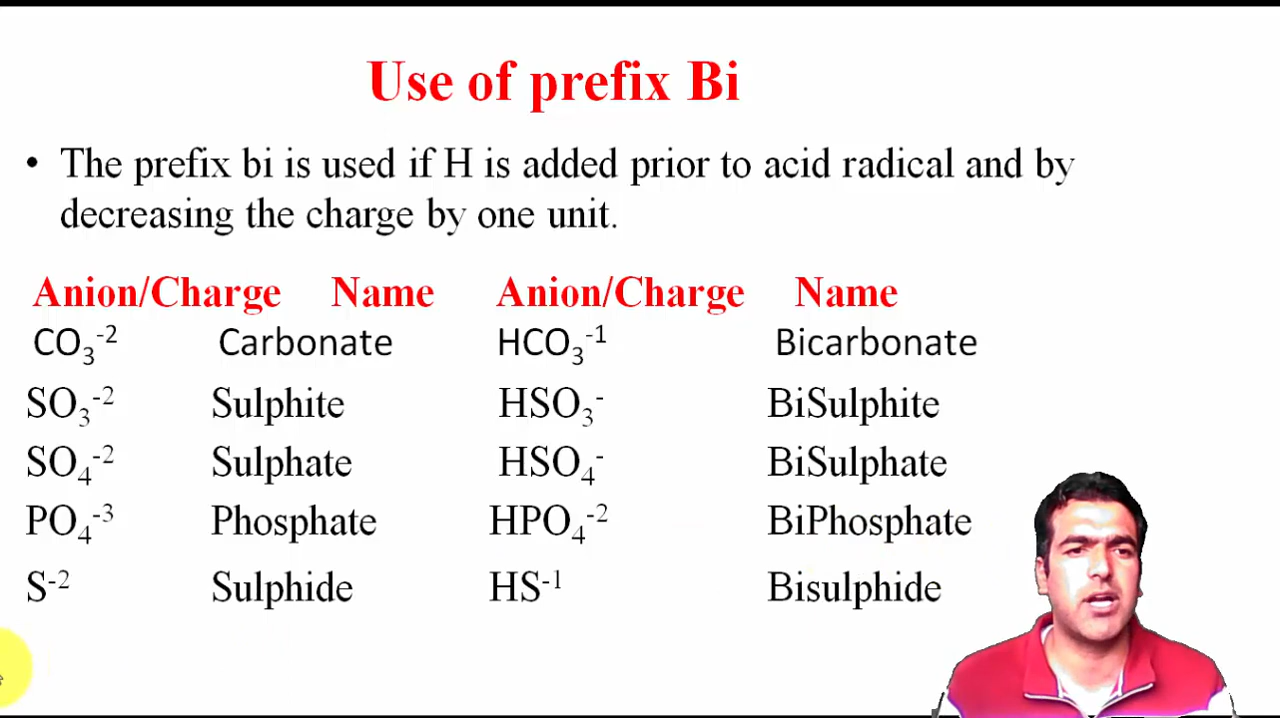 Use of prefix Bi
• The prefix bi is used if H is added prior to acid radical and by
decreasing the charge by one unit.
Anion/Charge Name Anion/Charge Name
CO₃⁻² Carbonate HCO₃⁻¹ Bicarbonate
SO₃⁻² Sulphite HSO₃⁻ BiSulphite
SO₄⁻² Sulphate HSO₄⁻ BiSulphate
PO₄⁻³ Phosphate HPO₄⁻² BiPhosphate
S⁻² Sulphide HS⁻¹ Bisulphide